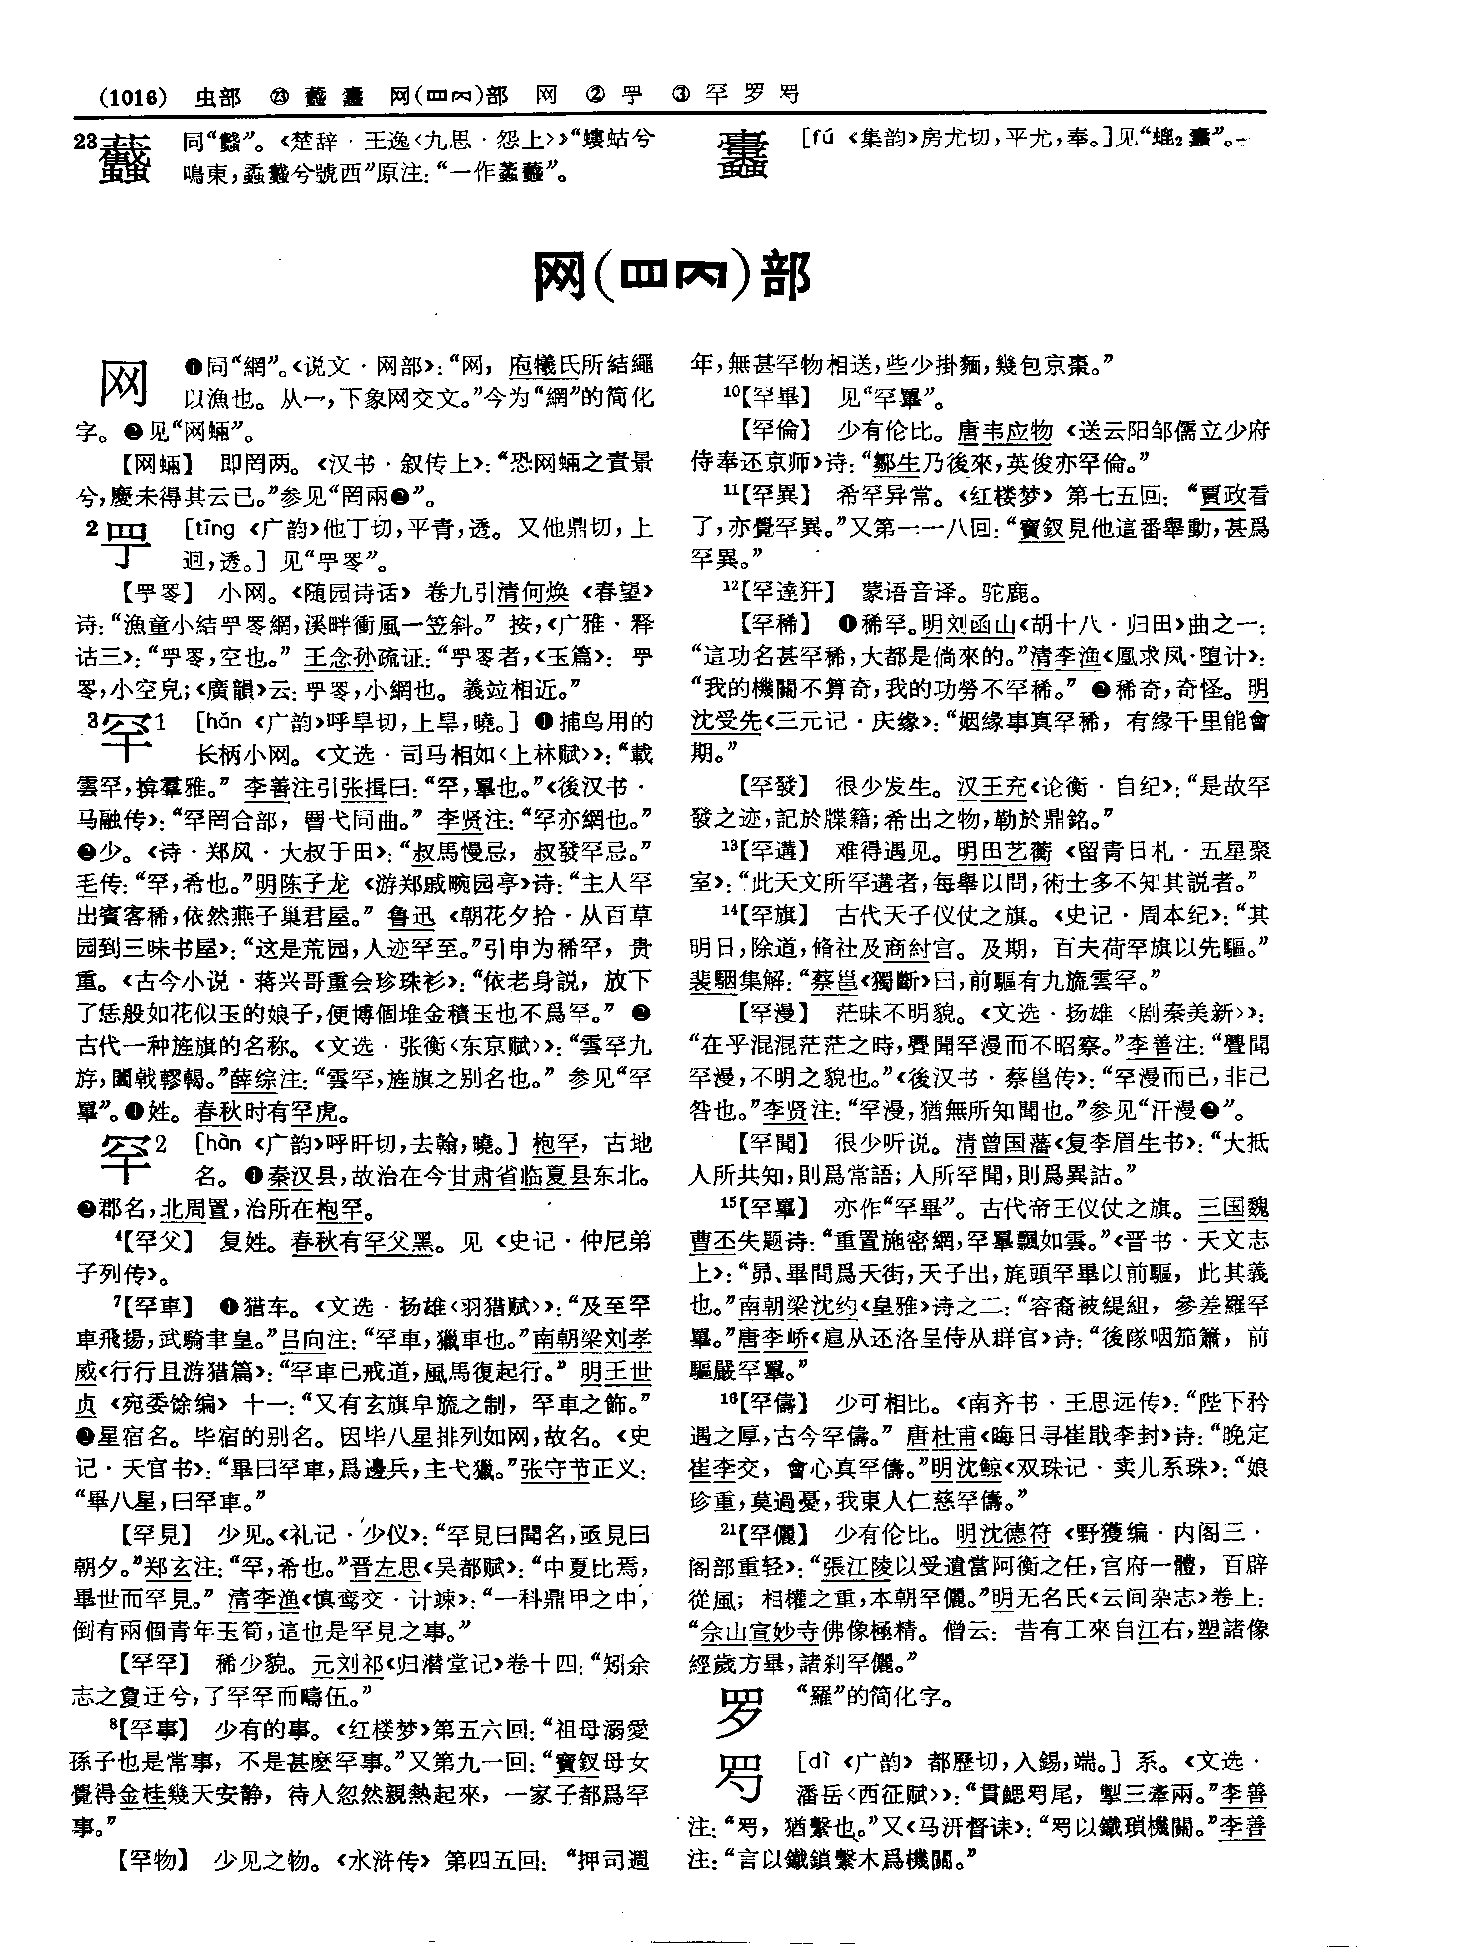 (1016) 虫部 ㉓ 蠿 蠹 网(罒𦉫)部 网 ② 𦉬 ③ 罕 罗 𦉭
同“蠽”。《楚辞·王逸〈九思·怨上〉》“螻蛄兮
鳴東,蟊蠽兮號西”原注:“一作
[fú 《集韵》房尤切,平尤,奉。]见
网(罒)部
网 ❶同“網”。《说文·网部》:“网,庖犧氏所結繩
以漁也。从一,下象网交文。”今为“網”的简化
字。❷见“网蜽”。
【网蜽】 即罔两。《汉书·叙传上》:“恐网蜽之責景
兮,慶未得其云已。”参见“罔兩❷”。
2 [tīng 《广韵》他丁切,平青,透。又他鼎切,上
迥,透。]
小网。《随园诗话》 卷九引清何焕 《春望》
诗:“漁童小結 網,溪畔衝風一笠斜。” 按,《广雅·释
诂三》:“ ,空也。” 王念孙疏证:“ 者,《玉篇》:
,小空皃;《廣韻》云: ,小網也。義竝相近。”
3 罕1 [hǎn 《广韵》呼旱切,上旱,曉。] ❶捕鸟用的
长柄小网。《文选·司马相如〈上林赋〉》:“載
雲罕,揜羣雅。” 李善注引张揖曰:“罕,畢也。”《後汉书·
马融传》:“罕罔合部,罾弋同曲。” 李贤注:“罕亦網也。”
❷少。《诗·郑风·大叔于田》:“叔馬慢忌,叔發罕忌。”
毛传:“罕,希也。”明陈子龙 《游郑戚畹园亭》诗:“主人罕
出賓客稀,依然燕子巢君屋。” 鲁迅 《朝花夕拾·从百草
园到三味书屋》:“这是荒园,人迹罕至。”引申为稀罕,贵
重。《古今小说·蒋兴哥重会珍珠衫》:“依老身説,放下
了恁般如花似玉的娘子,便博個堆金積玉也不爲罕。” ❸
古代一种旌旗的名称。《文选·张衡〈东京赋〉》:“雲罕九
斿,闟戟轇輵。”薛综注:“雲罕,旌旗之别名也。” 参见“罕
罼”。❹姓。春秋时有罕虎。
罕2 [hàn 《广韵》呼旰切,去翰,曉。] 枹罕,古地
名。❶秦汉县,故治在今甘肃省临夏县东北。
❷郡名,北周置,治所在枹罕。
4【罕父】 复姓。春秋有罕父黑。见 《史记·仲尼弟
子列传》。
7【罕車】 ❶猎车。《文选·扬雄〈羽猎赋〉》:“及至罕
車飛揚,武騎聿皇。”吕向注:“罕車,獵車也。”南朝梁刘孝
威《行行且游猎篇》:“罕車已戒道,風馬復起行。” 明王世
贞 《宛委馀编》 十一:“又有玄旗皁旒之制,罕車之飾。”
❷星宿名。毕宿的别名。因毕八星排列如网,故名。《史
记·天官书》:“畢曰罕車,爲邊兵,主弋獵。”张守节正义:
“畢八星,曰罕車。”
【罕見】 少见。《礼记·少仪》:“罕見曰聞名,亟見曰
朝夕。”郑玄注:“罕,希也。”晋左思《吴都赋》:“中夏比焉,
畢世而罕見。” 清李渔《慎鸾交·计竦》:“一科鼎甲之中,
倒有兩個青年玉筍,這也是罕見之事。”
【罕罕】 稀少貌。元刘祁《归潜堂记》卷十四:“矧余
志之敻迂兮,了罕罕而疇伍。”
8【罕事】 少有的事。《红楼梦》第五六回:“祖母溺愛
孫子也是常事,不是甚麽罕事。”又第九一回:“寶釵母女
覺得金桂幾天安静,待人忽然親熱起來,一家子都爲罕
事。”
【罕物】 少见之物。《水浒传》 第四五回:“押司週
年,無甚罕物相送,些少掛麵,幾包京棗。”
10【罕畢】 见“罕罼”。
【罕倫】 少有伦比。唐韦应物 《送云阳邹儒立少府
侍奉还京师》诗:“鄒生乃後來,英俊亦罕倫。”
11【罕異】 希罕异常。《红楼梦》 第七五回:“賈政看
了,亦覺罕異。”又第一一八回:“寶釵見他這番舉動,甚爲
罕異。”
12【罕達犴】 蒙语音译。驼鹿。
【罕稀】 ❶稀罕。明刘函山《胡十八·归田》曲之一:
“這功名甚罕稀,大都是倘來的。”清李渔《凰求凤·堕计》:
“我的機關不算奇,我的功勞不罕稀。” ❷稀奇,奇怪。明
沈受先《三元记·庆缘》:“姻緣事真罕稀,有緣千里能會
期。”
【罕發】 很少发生。汉王充《论衡·自纪》:“是故罕
發之迹,記於牒籍;希出之物,勒於鼎銘。”
13【罕遘】 难得遇见。明田艺蘅 《留青日札·五星聚
室》:“此天文所罕遘者,每舉以問,術士多不知其説者。”
14【罕旗】 古代天子仪仗之旗。《史记·周本纪》:“其
明日,除道,脩社及商紂宫。及期,百夫荷罕旗以先驅。”
裴駰集解:“蔡邕《獨斷》曰,前驅有九旒雲罕。”
【罕漫】 茫昧不明貌。《文选·扬雄 〈剧秦美新〉》:
“在乎混混茫茫之時,舋聞罕漫而不昭察。”李善注:“舋聞
罕漫,不明之貌也。”《後汉书·蔡邕传》:“罕漫而已,非己
咎也。”李贤注:“罕漫,猶無所知聞也。”参见“汗漫❷”。
【罕聞】 很少听说。清曾国藩《复李眉生书》:“大抵
人所共知,則爲常語;人所罕聞,則爲異詁。”
15【罕罼】 亦作“罕畢”。古代帝王仪仗之旗。三国魏
曹丕失题诗:“重置施密網,罕罼飄如雲。”《晋书·天文志
上》:“昴、畢間爲天街,天子出,旄頭罕畢以前驅,此其義
也。”南朝梁沈约《皇雅》诗之二:“容裔被緹組,參差羅罕
罼。”唐李峤《扈从还洛呈侍从群官》诗:“後隊咽笳簫,前
驅嚴罕罼。”
16【罕儔】 少可相比。《南齐书·王思远传》:“陛下矜
遇之厚,古今罕儔。” 唐杜甫《晦日寻崔戢李封》诗:“晚定
崔李交,會心真罕儔。”明沈鲸《双珠记·卖儿系珠》:“娘
珍重,莫過憂,我東人仁慈罕儔。”
21【罕儷】 少有伦比。明沈德符 《野獲编·内阁三·
阁部重轻》:“張江陵以受遺當阿衡之任,宫府一體,百辟
從風;相權之重,本朝罕儷。”明无名氏《云间杂志》卷上:
“佘山宣妙寺佛像極精。僧云:昔有工來自江右,塑諸像
經歲方畢,諸刹罕儷。”
罗 “羅”的简化字。
[dì 《广韵》 都歷切,入錫,端。] 系。《文选·
潘岳〈西征赋〉》:“貫鰓 尾,掣三牽兩。”李善
注:“ ,猶繫也。”又《马汧督诔》:“ 以鐵瑣機關。”李善
注:“言以鐵鎖繫木爲機關。”